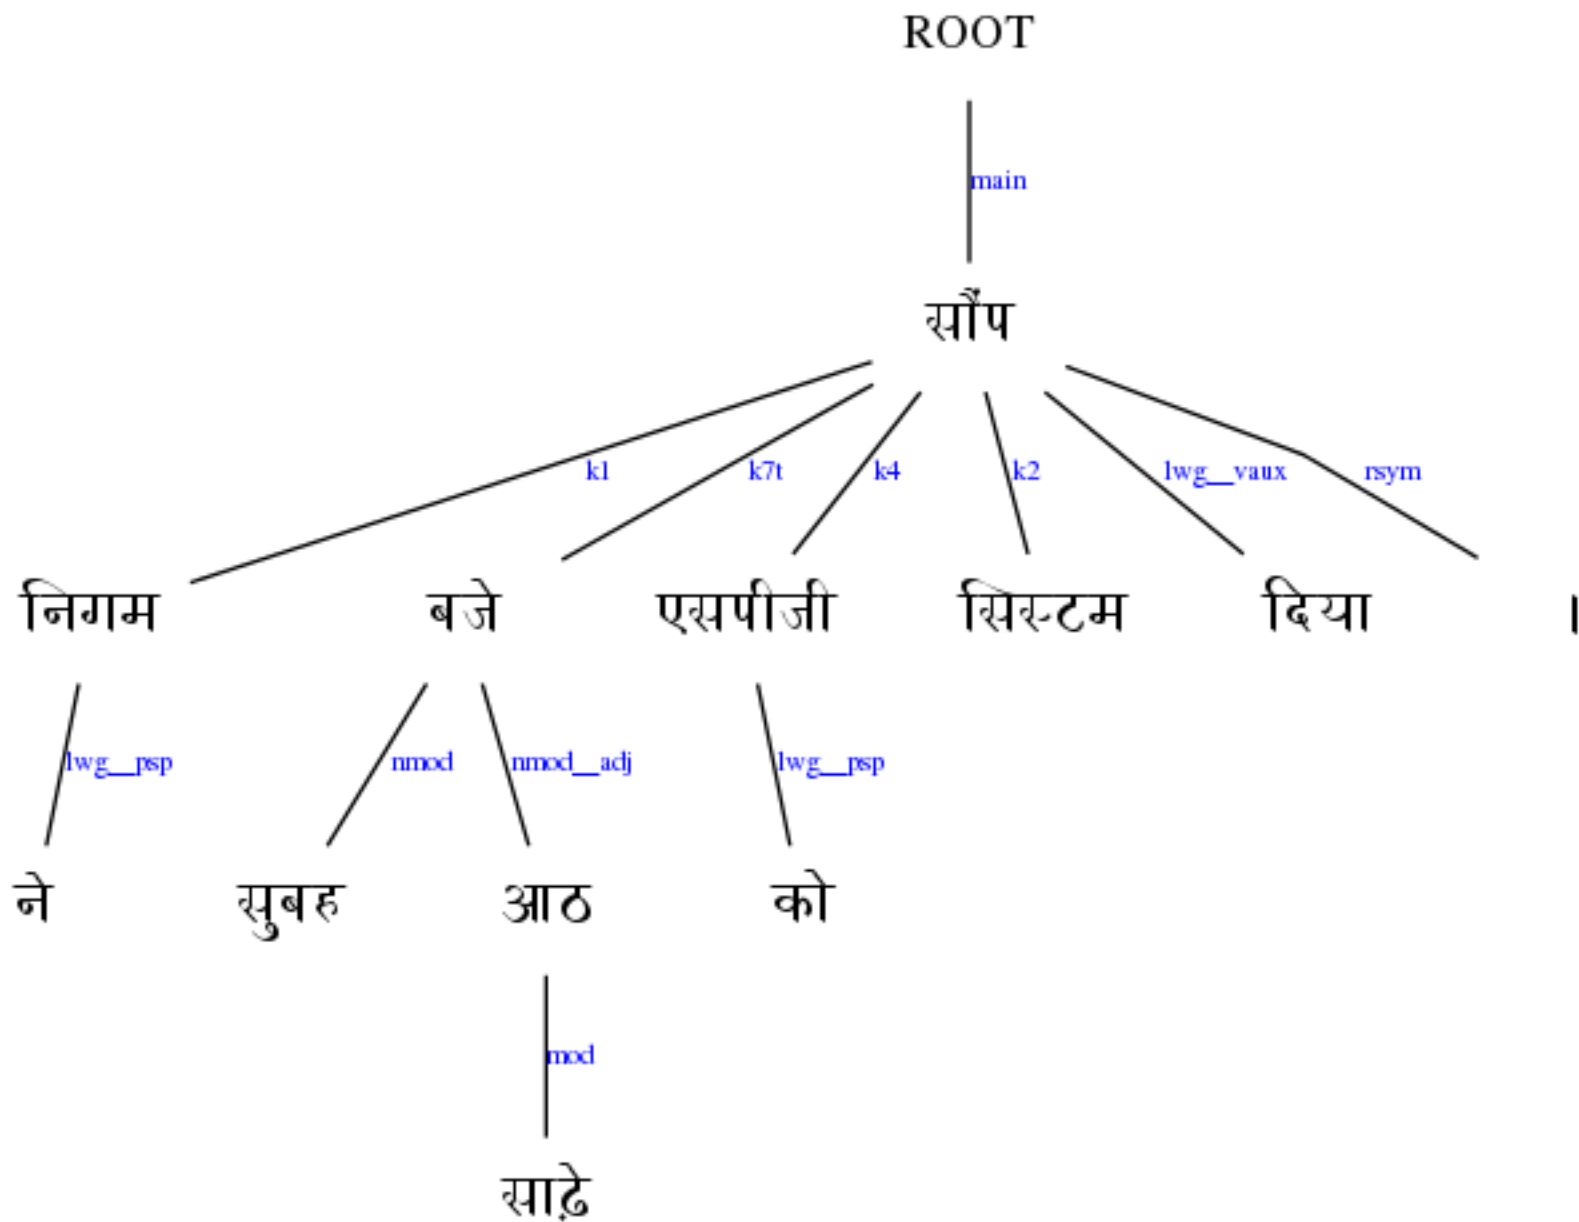 ROOT
main
सौंप
k1 k7t k4 k2 lwg__vaux rsym
निगम बजे एसपीजी सिस्टम दिया ।
lwg__psp nmod nmod__adj lwg__psp
ने सुबह आठ को
mod
साढ़े